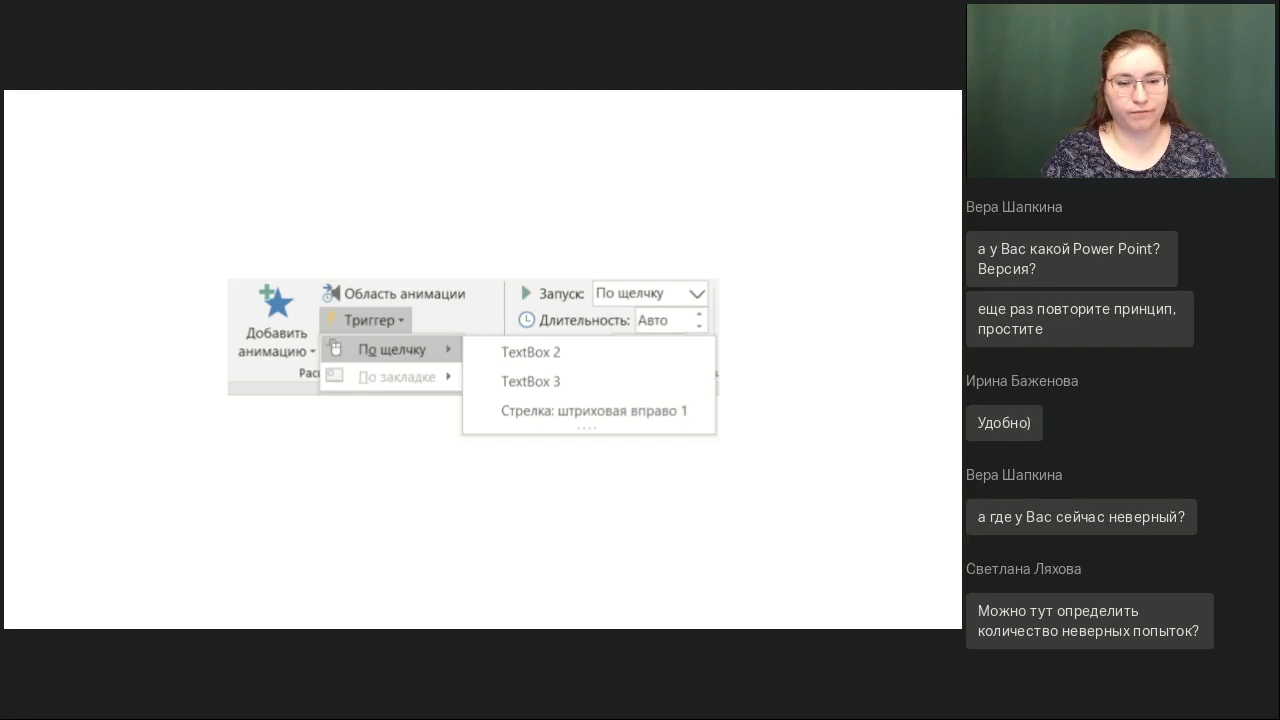 Область анимации
Запуск:
По щелчку
Добавить
анимацию
Триггер
Длительность:
Авто
По щелчку
По закладке
TextBox 2
TextBox 3
Стрелка: штриховая вправо 1
Вера Шапкина
а у Вас какой Power Point?
Версия?
еще раз повторите принцип,
простите
Ирина Баженова
Удобно)
Вера Шапкина
а где у Вас сейчас неверный?
Светлана Ляхова
Можно тут определить
количество неверных попыток?